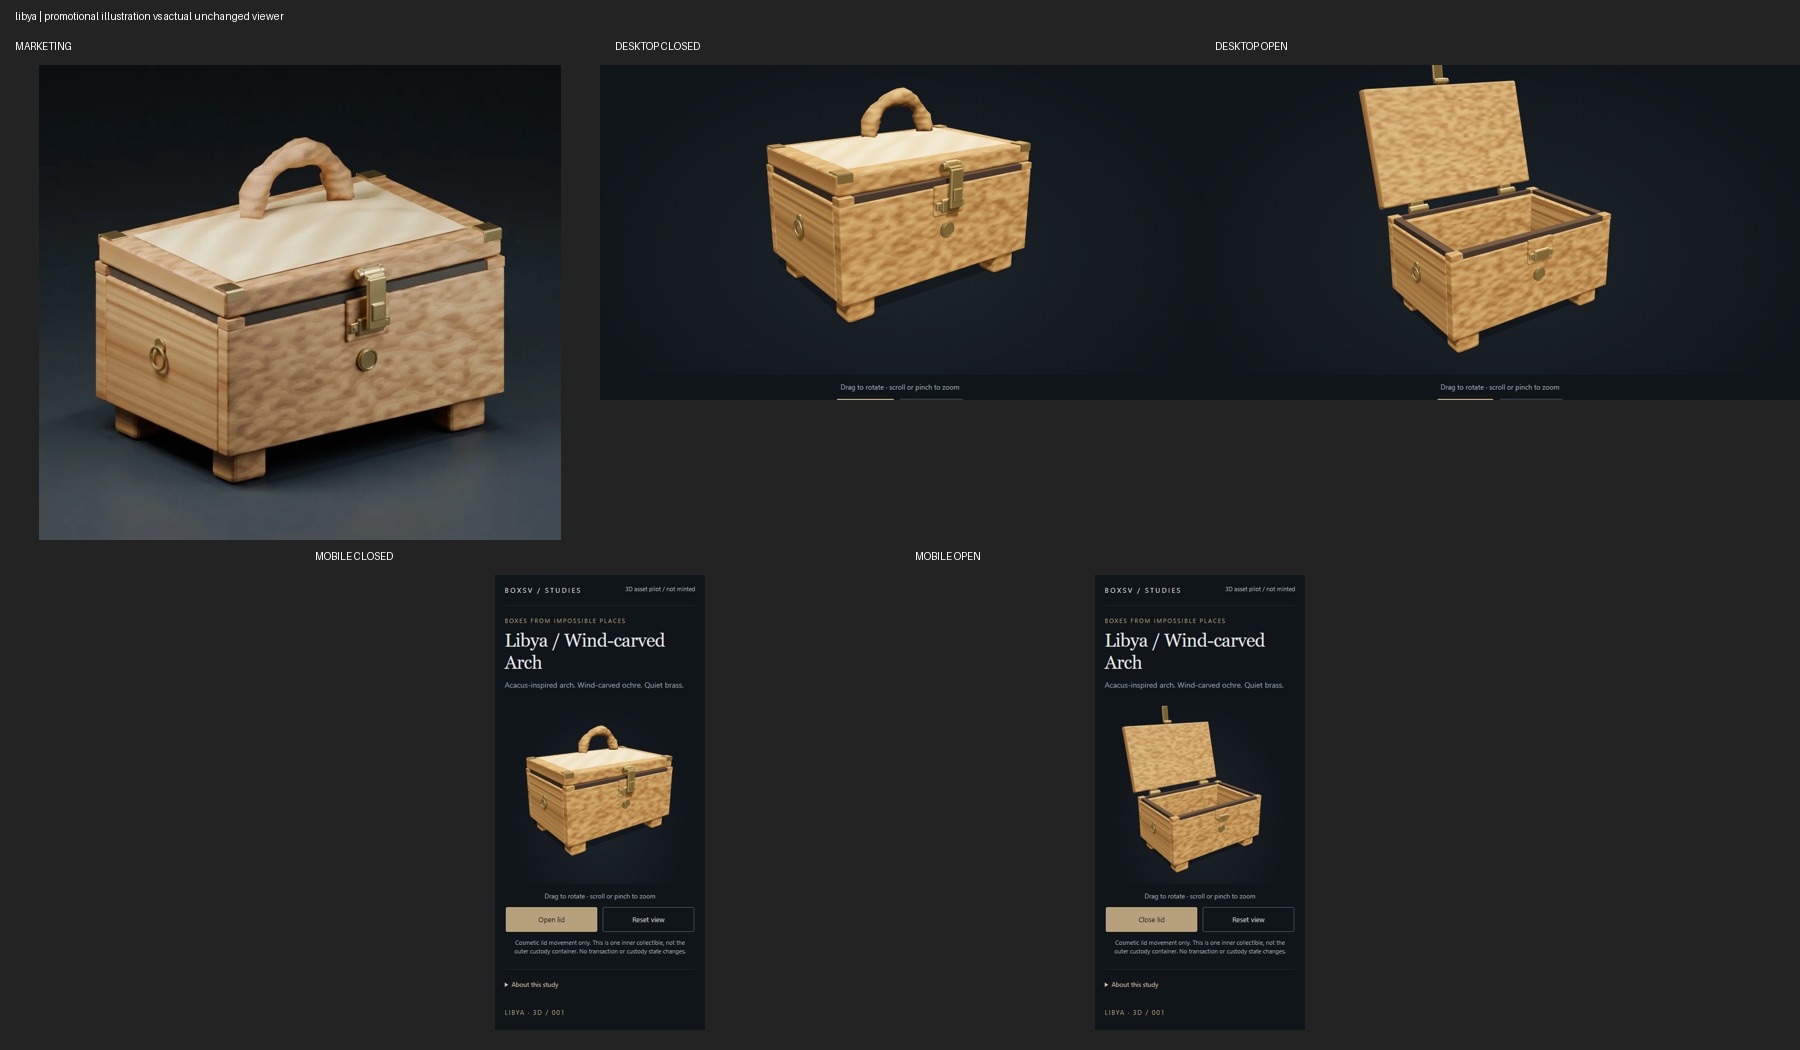 libya | promotional illustration vs actual unchanged viewer
MARKETING
DESKTOP CLOSED
DESKTOP OPEN
Drag to rotate · scroll or pinch to zoom
Drag to rotate · scroll or pinch to zoom
MOBILE CLOSED
MOBILE OPEN
BOXSV / STUDIES
3D asset pilot / not minted
BOXES FROM IMPOSSIBLE PLACES
Libya / Wind-carved
Arch
Acacus-inspired arch. Wind-carved ochre. Quiet brass.
Drag to rotate · scroll or pinch to zoom
Open lid
Reset view
Cosmetic lid movement only. This is one inner collectible, not the
outer custody container. No transaction or custody state changes.
▸ About this study
LIBYA · 3D / 001
BOXSV / STUDIES
3D asset pilot / not minted
BOXES FROM IMPOSSIBLE PLACES
Libya / Wind-carved
Arch
Acacus-inspired arch. Wind-carved ochre. Quiet brass.
Drag to rotate · scroll or pinch to zoom
Close lid
Reset view
Cosmetic lid movement only. This is one inner collectible, not the
outer custody container. No transaction or custody state changes.
▸ About this study
LIBYA · 3D / 001